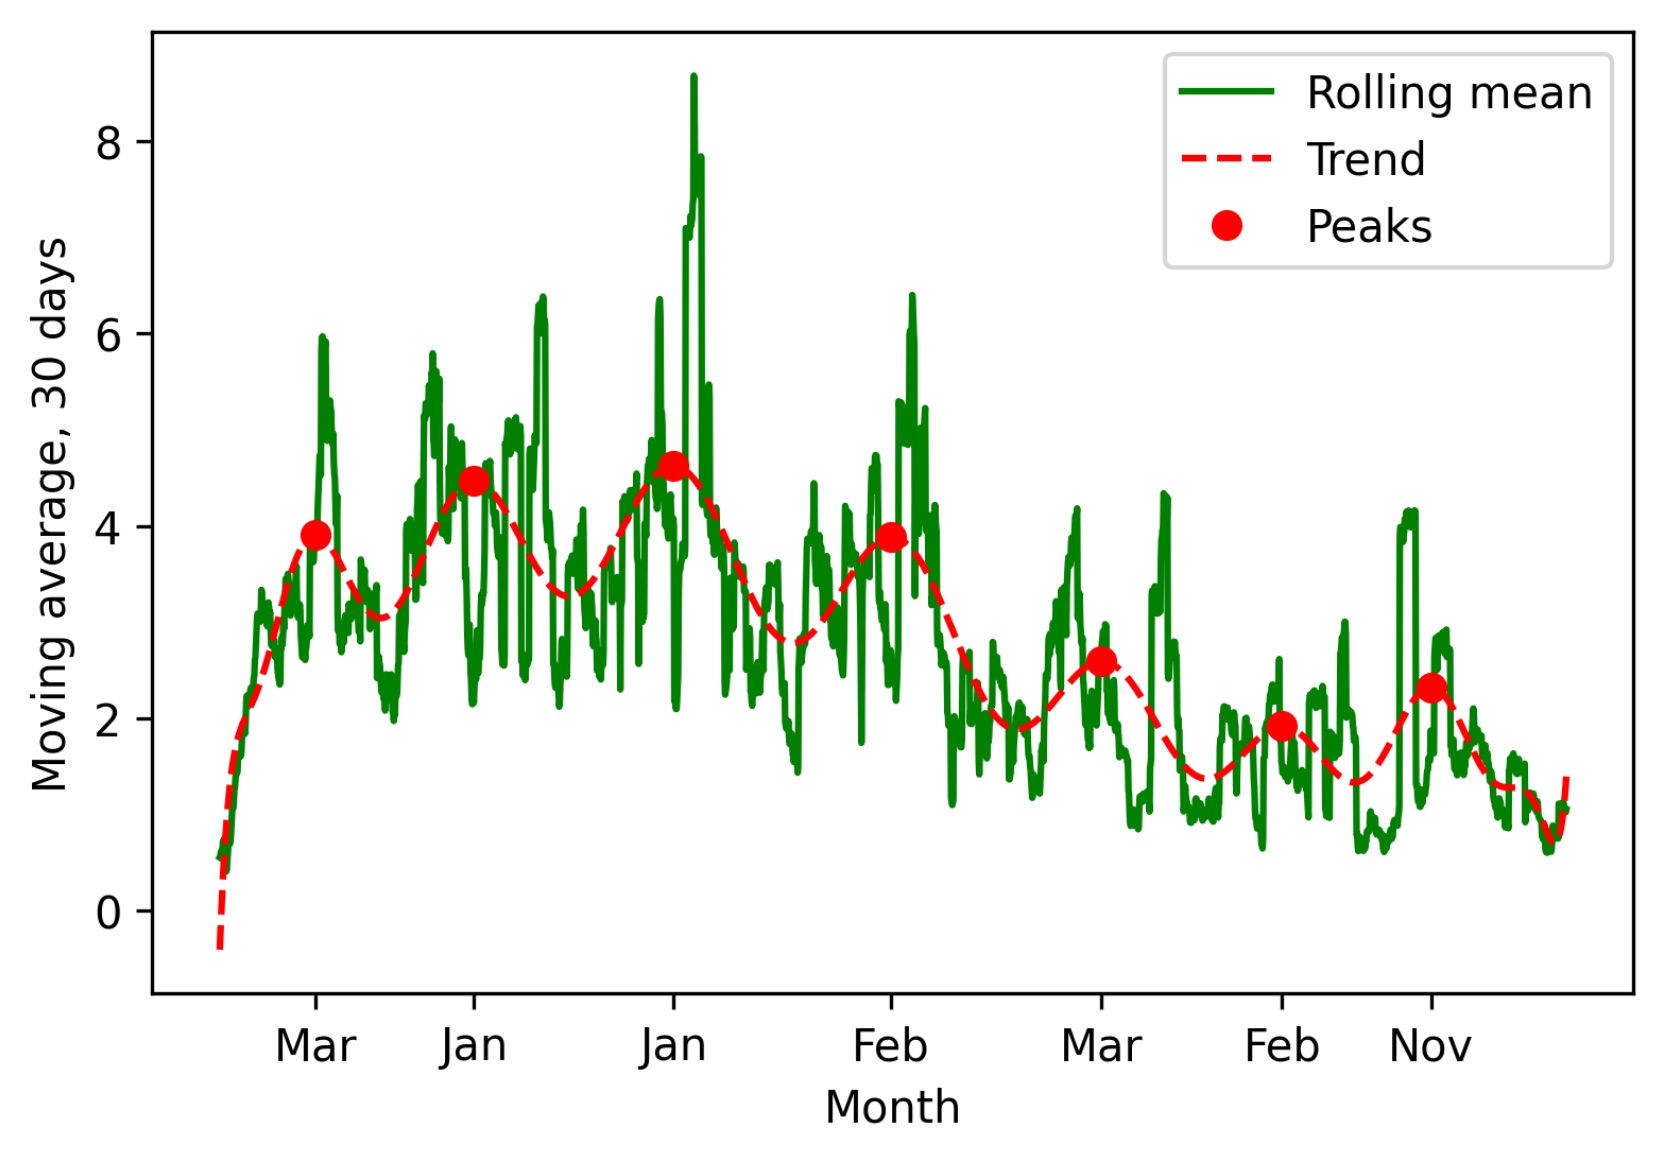 Rolling mean
Trend
Peaks
Moving average, 30 days
8
6
4
2
0
Mar Jan Jan Feb Mar Feb Nov
Month